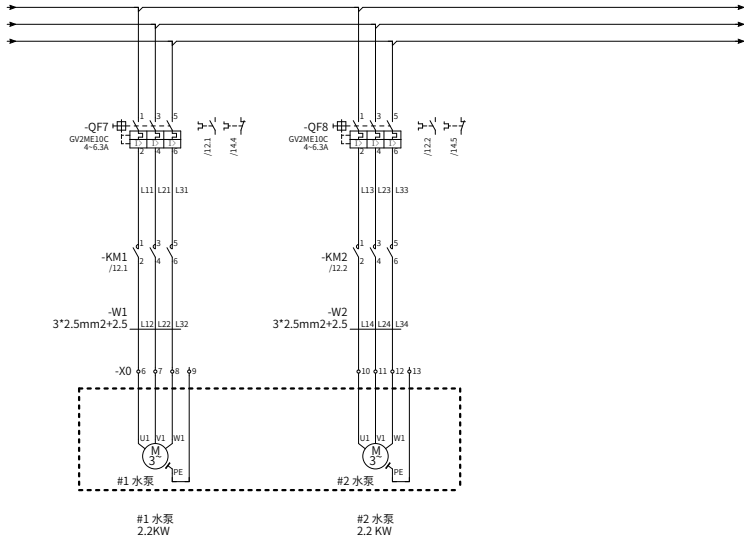 1 3 5 1 3 5
-QF7 -QF8
GV2ME10C GV2ME10C
4~6.3A 4~6.3A
I> I> I> I> I> I>
2 4 6 2 4 6
/12.1 /14.4 /12.2 /14.5
L11 L21 L31 L13 L23 L33
1 3 5 1 3 5
-KM1 -KM2
/12.1 /12.2
2 4 6 2 4 6
-W1 -W2
3*2.5mm2+2.5 L12 L22 L32 3*2.5mm2+2.5 L14 L24 L34
-X0 6 7 8 9 10 11 12 13
U1 V1 W1 U1 V1 W1
M M
3~ 3~
PE PE
#1 水泵 #2 水泵
#1 水泵 #2 水泵
2.2KW 2.2 KW